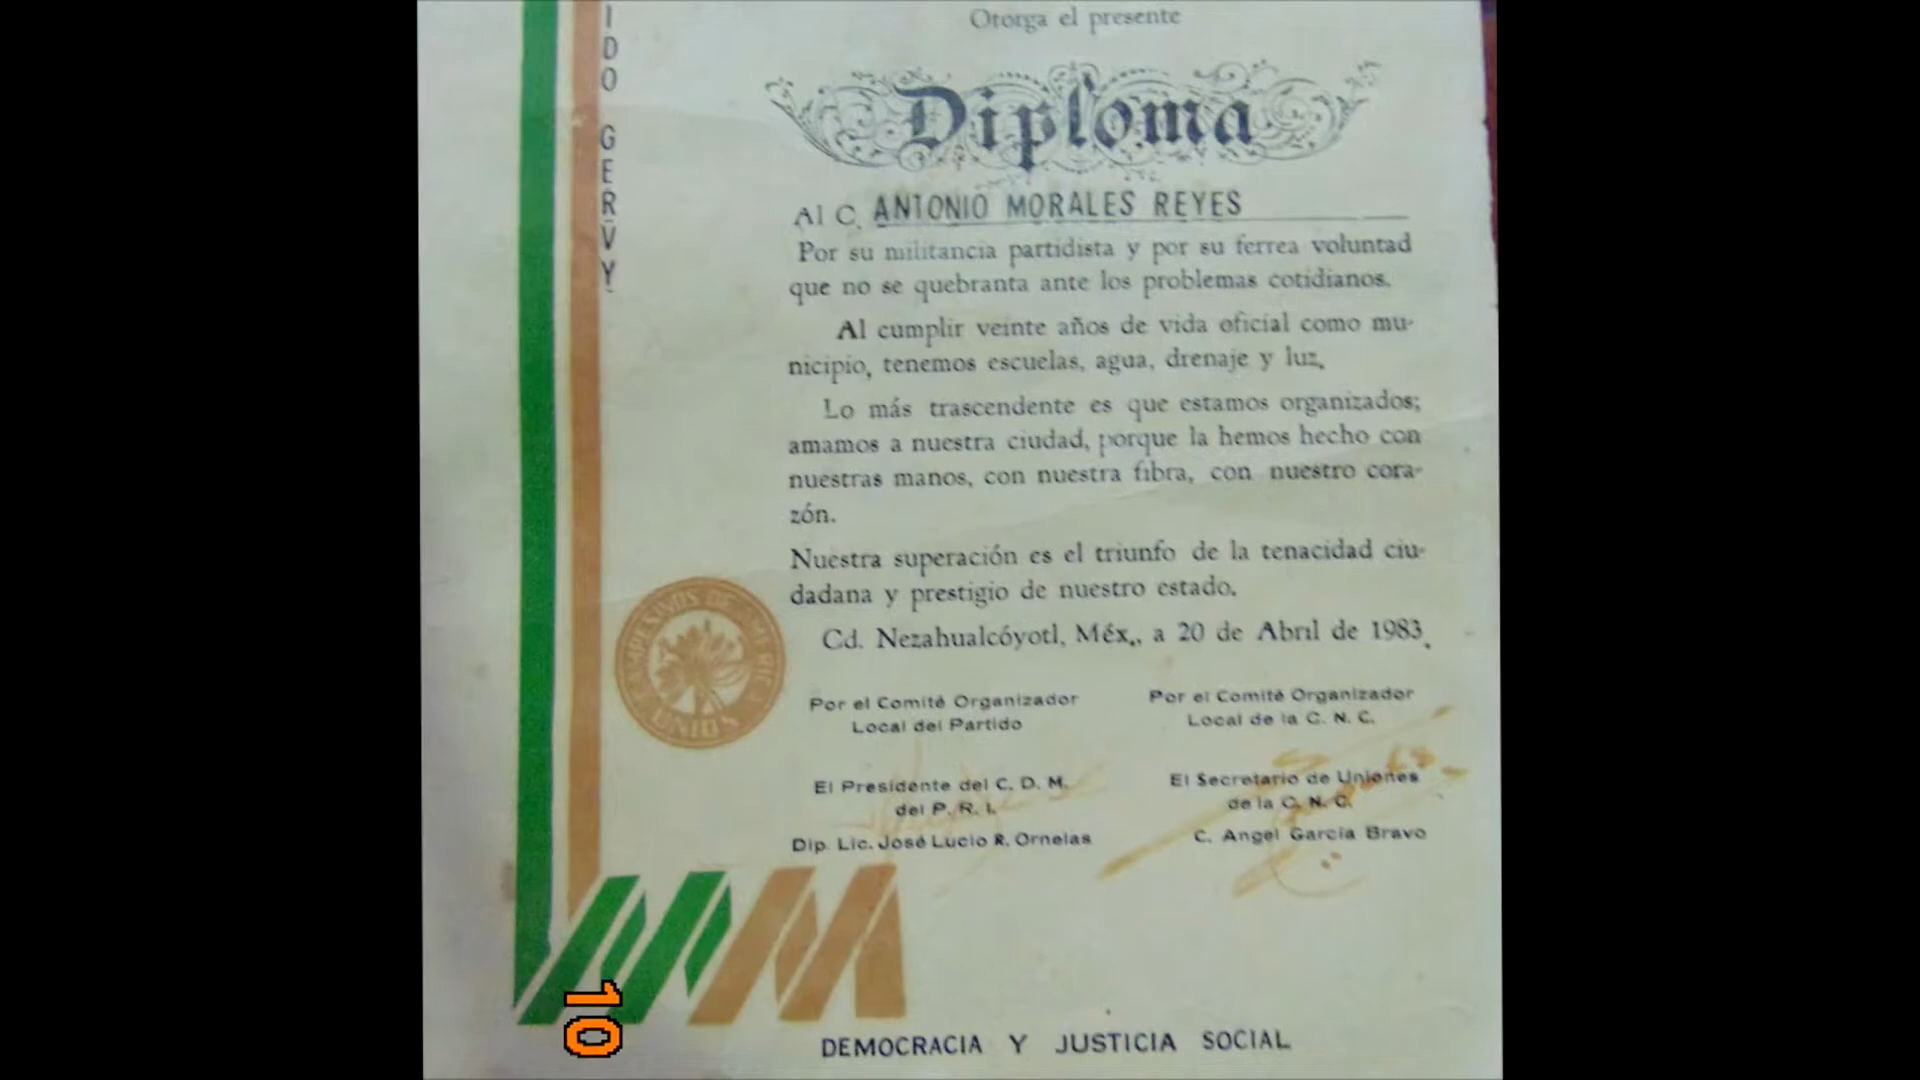 Otorga el presente
Diploma
Al C. ANTONIO MORALES REYES
Por su militancia partidista y por su ferrea voluntad
que no se quebranta ante los problemas cotidianos.
Al cumplir veinte años de vida oficial como mu-
nicipio, tenemos escuelas, agua, drenaje y luz.
Lo más trascendente es que estamos organizados;
amamos a nuestra ciudad, porque la hemos hecho con
nuestras manos, con nuestra fibra, con nuestro cora-
zón.
Nuestra superación es el triunfo de la tenacidad ciu-
dadana y prestigio de nuestro estado.
Cd. Nezahualcóyotl, Méx., a 20 de Abril de 1983.
Por el Comité Organizador
Local del Partido
Por el Comité Organizador
Local de la C. N. C.
El Presidente del C. D. M.
del P. R. I.
Dip. Lic. José Lucio R. Ornelas
El Secretario de Uniones
de la C. N. C.
C. Angel García Bravo
DEMOCRACIA Y JUSTICIA SOCIAL
IDO GERVY
CAMPESINOS DE AMERICA
UNIOS
10